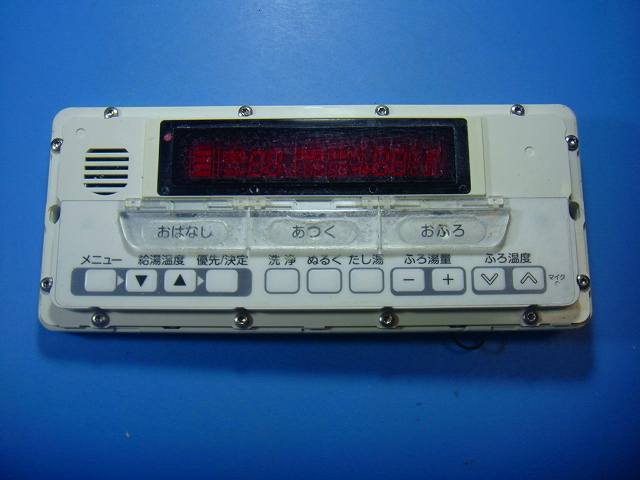 おはなし あつく おふろ
メニュー 給湯温度 優先/決定 洗浄 ぬるく たし湯 ふろ湯量 ふろ温度
▼ ▲ − + マイク